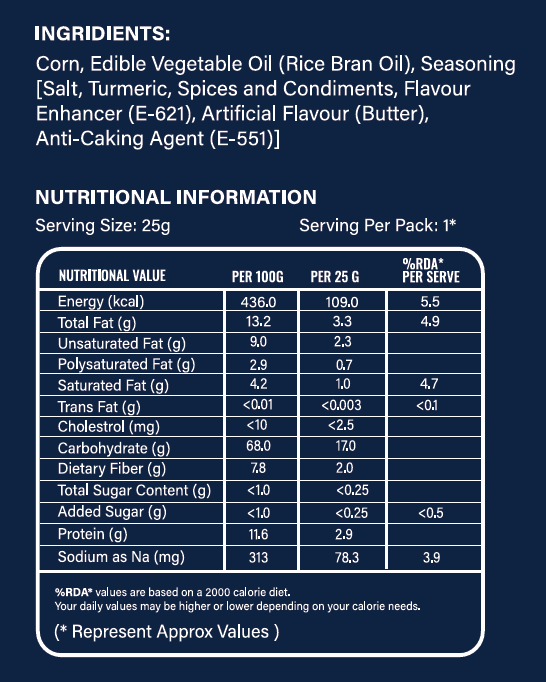 INGRIDIENTS:
Corn, Edible Vegetable Oil (Rice Bran Oil), Seasoning
[Salt, Turmeric, Spices and Condiments, Flavour
Enhancer (E-621), Artificial Flavour (Butter),
Anti-Caking Agent (E-551)]
NUTRITIONAL INFORMATION
Serving Size: 25g Serving Per Pack: 1*
NUTRITIONAL VALUE PER 100G PER 25 G %RDA* PER SERVE
Energy (kcal) 436.0 109.0 5.5
Total Fat (g) 13.2 3.3 4.9
Unsaturated Fat (g) 9.0 2.3
Polysaturated Fat (g) 2.9 0.7
Saturated Fat (g) 4.2 1.0 4.7
Trans Fat (g) <0.01 <0.003 <0.1
Cholestrol (mg) <10 <2.5
Carbohydrate (g) 68.0 17.0
Dietary Fiber (g) 7.8 2.0
Total Sugar Content (g) <1.0 <0.25
Added Sugar (g) <1.0 <0.25 <0.5
Protein (g) 11.6 2.9
Sodium as Na (mg) 313 78.3 3.9
%RDA* values are based on a 2000 calorie diet.
Your daily values may be higher or lower depending on your calorie needs.
(* Represent Approx Values )